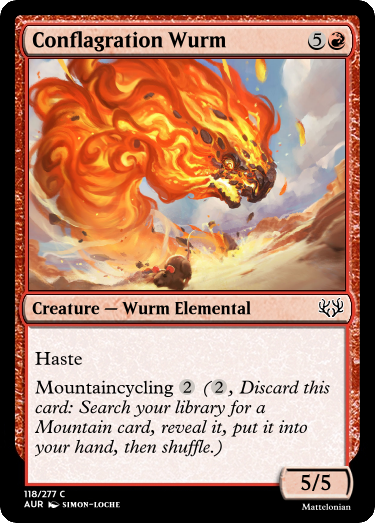 Conflagration Wurm 5
Creature — Wurm Elemental
Haste
Mountaincycling 2 (2, Discard this
card: Search your library for a
Mountain card, reveal it, put it into
your hand, then shuffle.)
5/5
118/277 C
AUR SIMON-LOCHE
Mattelonian